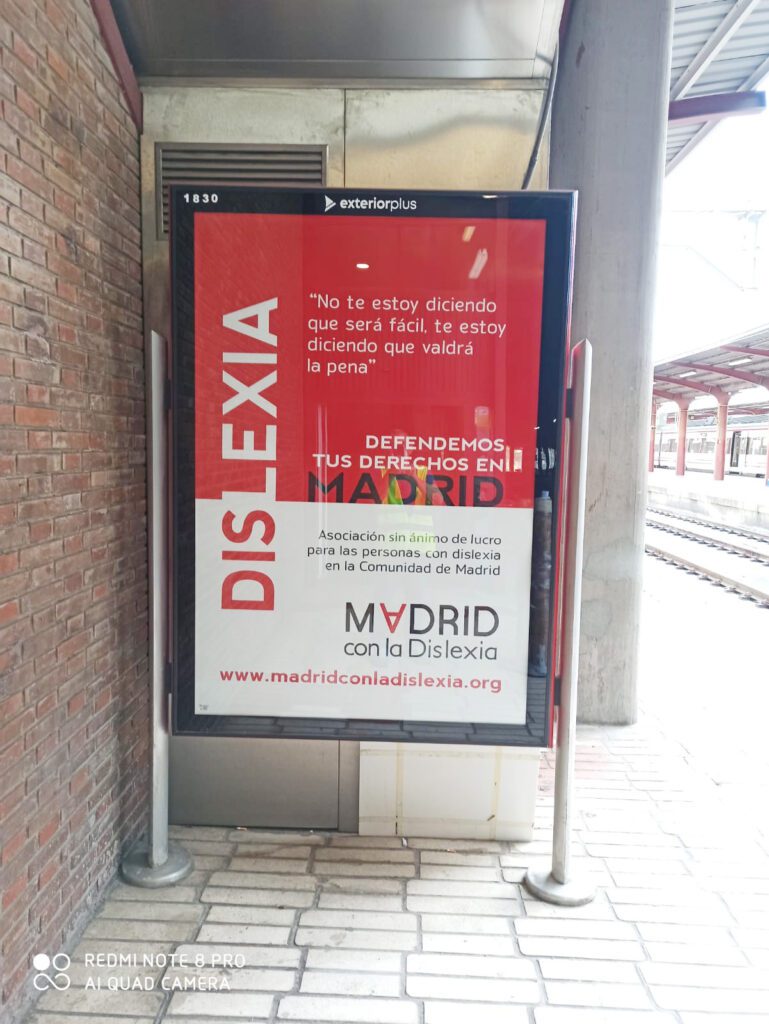 1830
exteriorplus
DISLEXIA
“No te estoy diciendo
que será fácil, te estoy
diciendo que valdrá
la pena”
DEFENDEMOS
TUS DERECHOS EN
MADRID
Asociación sin ánimo de lucro
para las personas con dislexia
en la Comunidad de Madrid
M∀DRID
con la Dislexia
www.madridconladislexia.org
REDMI NOTE 8 PRO
AI QUAD CAMERA